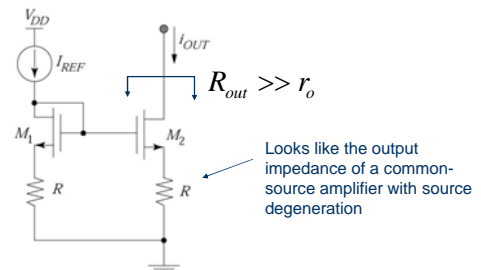 V_DD
i_OUT
I_REF
R_out >> r_o
M_1
M_2
Looks like the output
impedance of a common-
source amplifier with source
degeneration
R
R